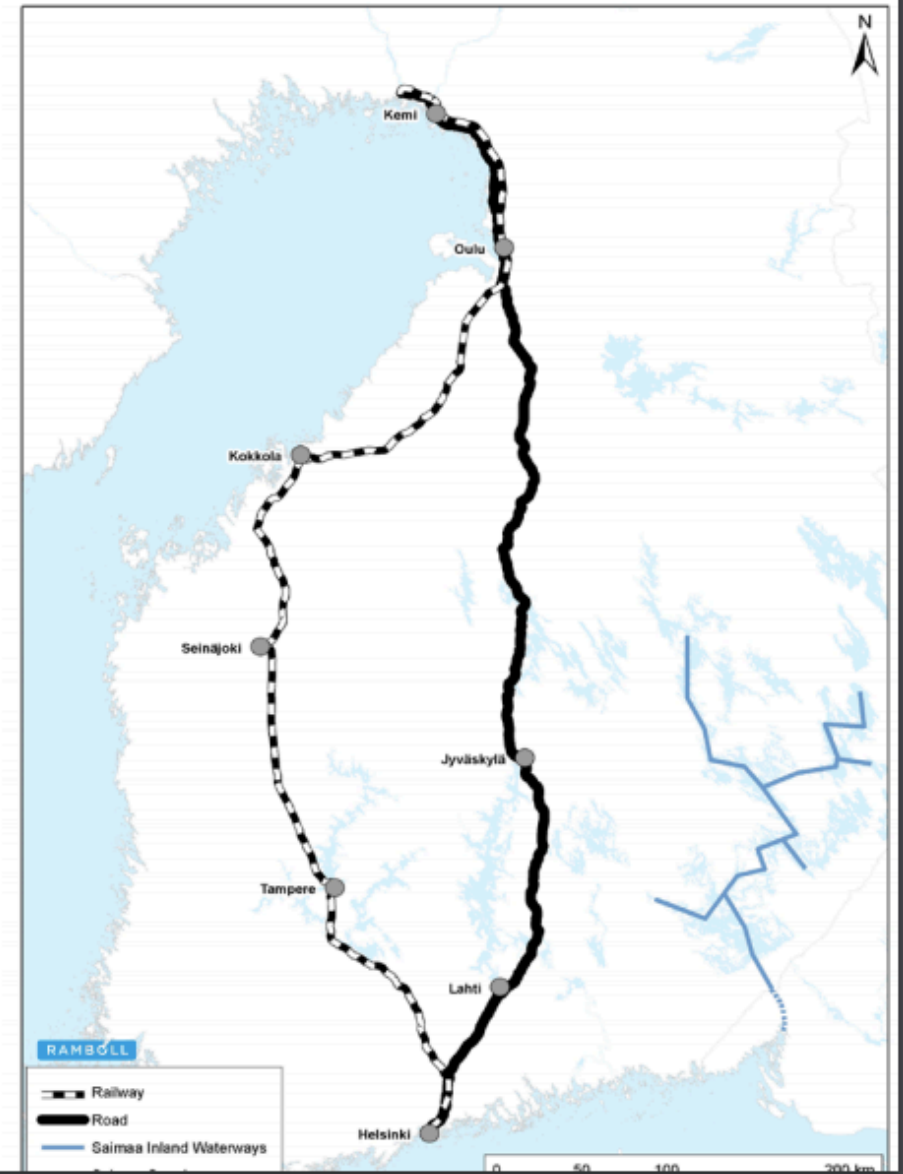 N
Kemi
Oulu
Kokkola
Seinäjoki
Jyväskylä
Tampere
Lahti
RAMBOLL
Railway
Road
Helsinki
Saimaa Inland Waterways
0 50 100 200 km